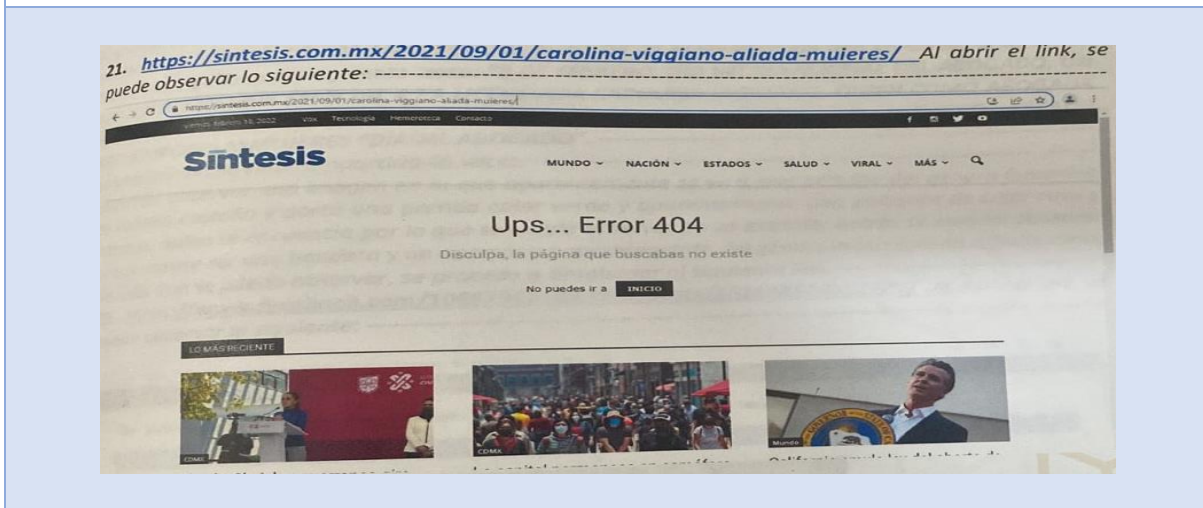 21. https://sintesis.com.mx/2021/09/01/carolina-viggiano-aliada-muieres/ Al abrir el link, se
puede observar lo siguiente: ------------------------------------------------------------
https://sintesis.com.mx/2021/09/01/carolina-viggiano-aliada-muieres/
2022 Vox Tecnología Hemeroteca Contacto
Síntesis
MUNDO NACIÓN ESTADOS SALUD VIRAL MÁS
Ups... Error 404
Disculpa, la página que buscabas no existe
No puedes ir a INICIO
LO MÁS RECIENTE
CDMX
CDMX
Mundo